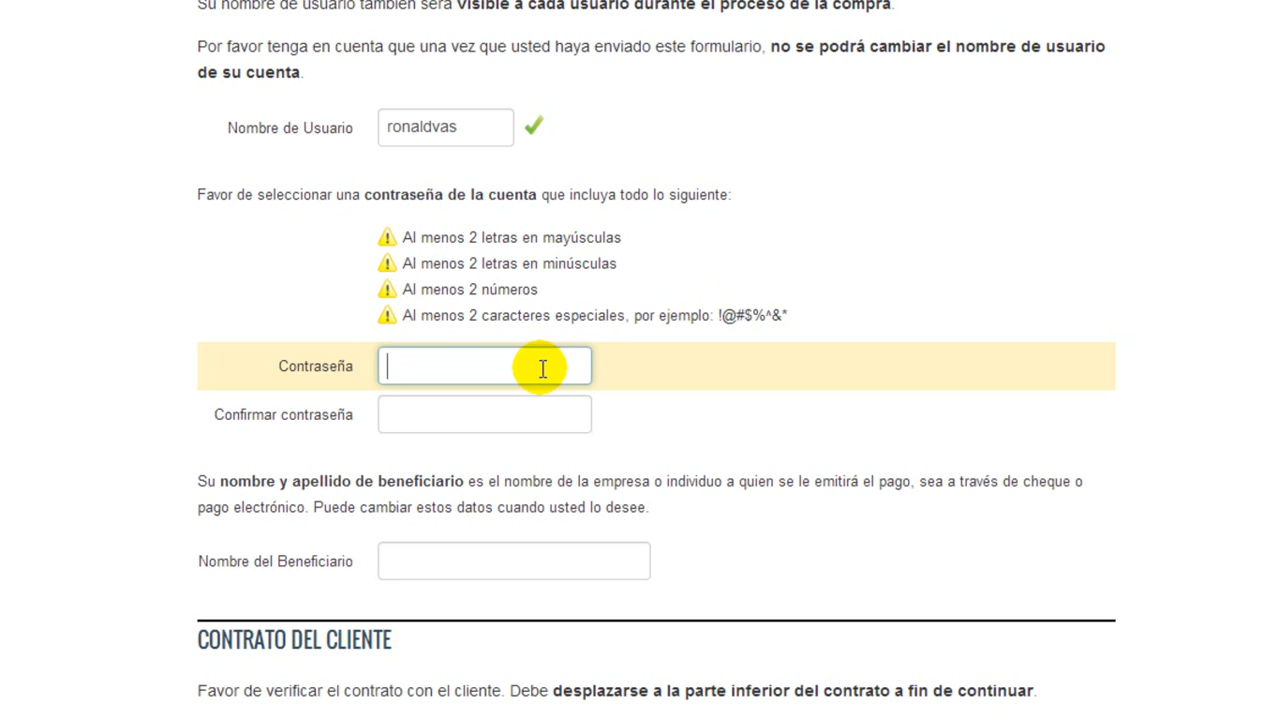 Su nombre de usuario también será visible a cada usuario durante el proceso de la compra.
Por favor tenga en cuenta que una vez que usted haya enviado este formulario, no se podrá cambiar el nombre de usuario
de su cuenta.
Nombre de Usuario ronaldvas
Favor de seleccionar una contraseña de la cuenta que incluya todo lo siguiente:
Al menos 2 letras en mayúsculas
Al menos 2 letras en minúsculas
Al menos 2 números
Al menos 2 caracteres especiales, por ejemplo: !@#$%^&*
Contraseña
Confirmar contraseña
Su nombre y apellido de beneficiario es el nombre de la empresa o individuo a quien se le emitirá el pago, sea a través de cheque o
pago electrónico. Puede cambiar estos datos cuando usted lo desee.
Nombre del Beneficiario
CONTRATO DEL CLIENTE
Favor de verificar el contrato con el cliente. Debe desplazarse a la parte inferior del contrato a fin de continuar.